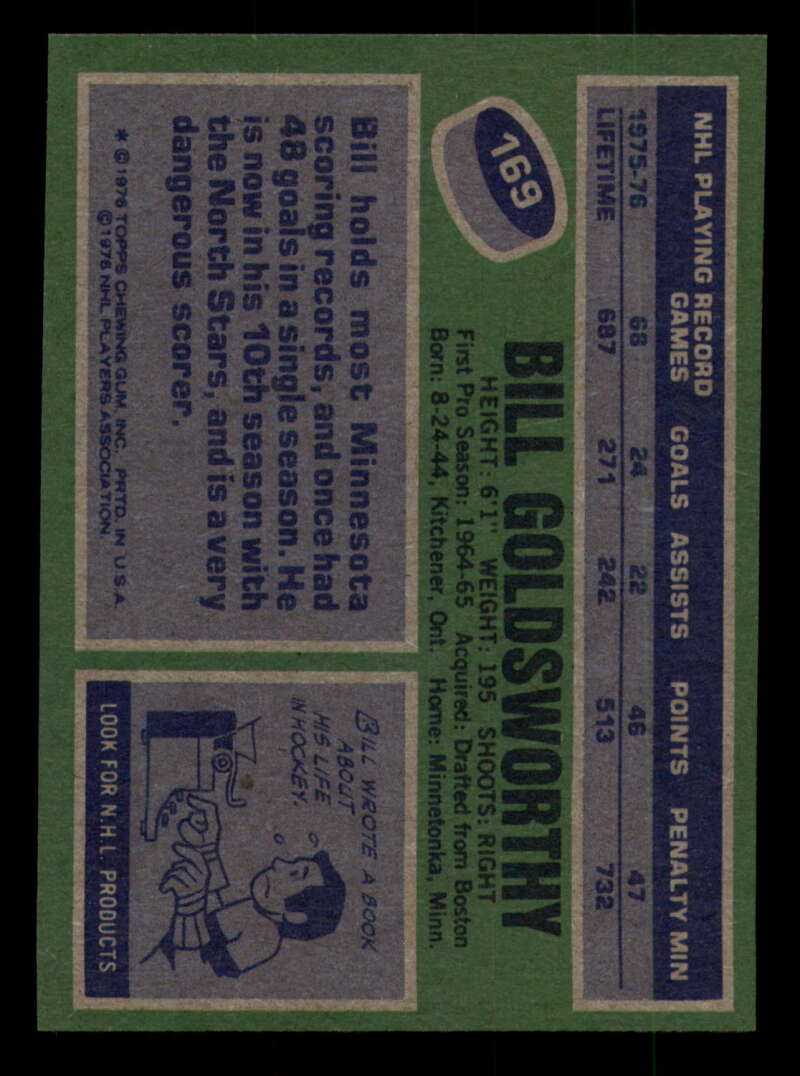 NHL PLAYING RECORD
GAMES GOALS ASSISTS POINTS PENALTY MIN
1975-76 68 24 22 46 47
LIFETIME 687 271 242 513 732
169
BILL GOLDSWORTHY
HEIGHT: 6'1" WEIGHT: 195 SHOOTS: RIGHT
First Pro Season: 1964-65 Acquired: Drafted from Boston
Born: 8-24-44, Kitchener, Ont. Home: Minnetonka, Minn.
Bill holds most Minnesota
scoring records, and once had
48 goals in a single season. He
is now in his 10th season with
the North Stars, and is a very
dangerous scorer.
* © 1976 TOPPS CHEWING GUM, INC. PRTD. IN U.S.A.
© 1976 NHL PLAYERS ASSOCIATION.
BILL WROTE A BOOK
ABOUT
HIS LIFE
IN HOCKEY.
LOOK FOR N.H.L. PRODUCTS